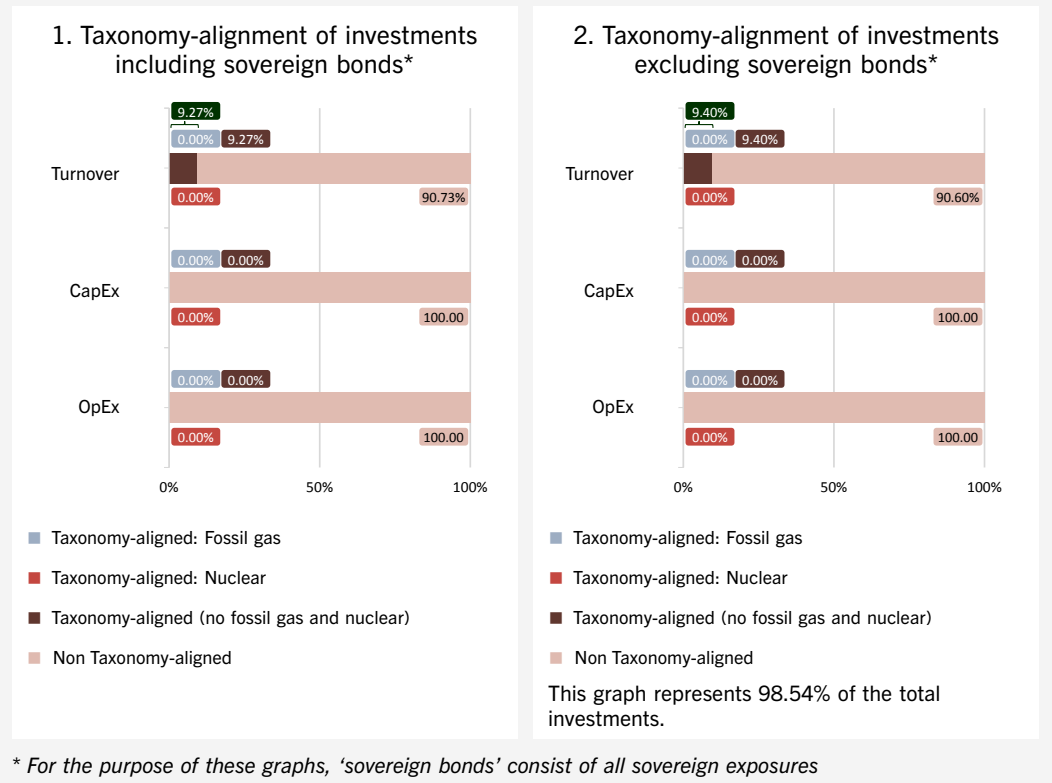 1. Taxonomy-alignment of investments
including sovereign bonds*
9.27%
0.00% 9.27%
Turnover
0.00% 90.73%
0.00% 0.00%
CapEx
0.00% 100.00
0.00% 0.00%
OpEx
0.00% 100.00
0% 50% 100%
Taxonomy-aligned: Fossil gas
Taxonomy-aligned: Nuclear
Taxonomy-aligned (no fossil gas and nuclear)
Non Taxonomy-aligned
2. Taxonomy-alignment of investments
excluding sovereign bonds*
9.40%
0.00% 9.40%
Turnover
0.00% 90.60%
0.00% 0.00%
CapEx
0.00% 100.00
0.00% 0.00%
OpEx
0.00% 100.00
0% 50% 100%
Taxonomy-aligned: Fossil gas
Taxonomy-aligned: Nuclear
Taxonomy-aligned (no fossil gas and nuclear)
Non Taxonomy-aligned
This graph represents 98.54% of the total
investments.
* For the purpose of these graphs, ‘sovereign bonds’ consist of all sovereign exposures